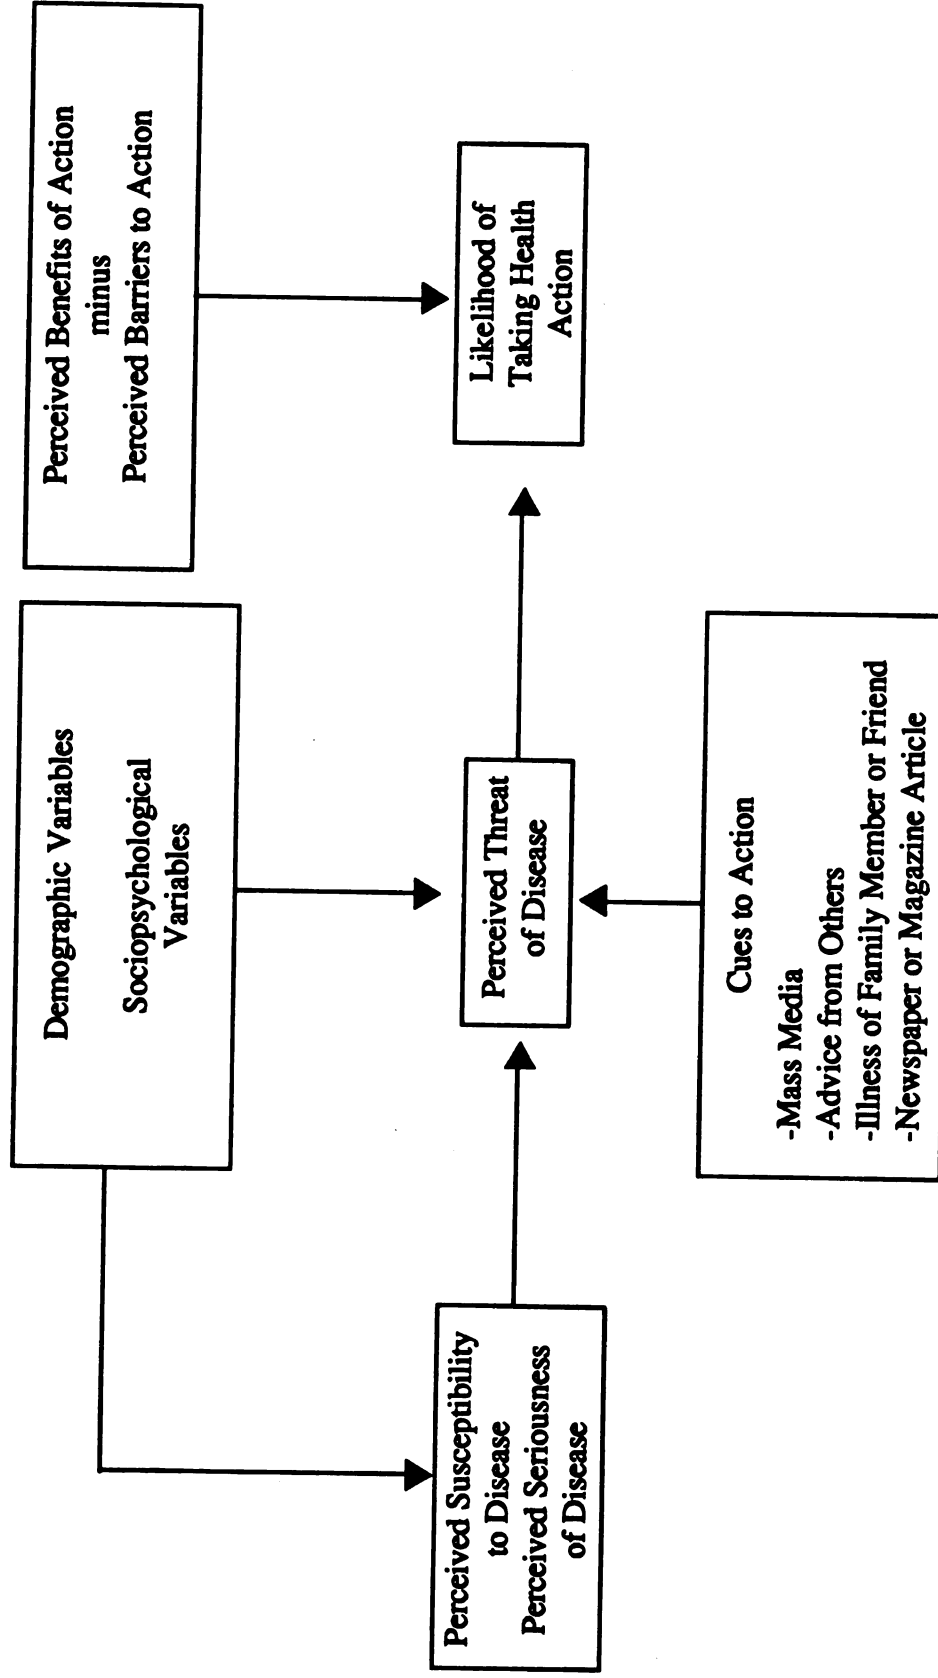 Demographic Variables
Sociopsychological
Variables
Perceived Benefits of Action
minus
Perceived Barriers to Action
Perceived Susceptibility
to Disease
Perceived Seriousness
of Disease
Perceived Threat
of Disease
Likelihood of
Taking Health
Action
Cues to Action
-Mass Media
-Advice from Others
-Illness of Family Member or Friend
-Newspaper or Magazine Article